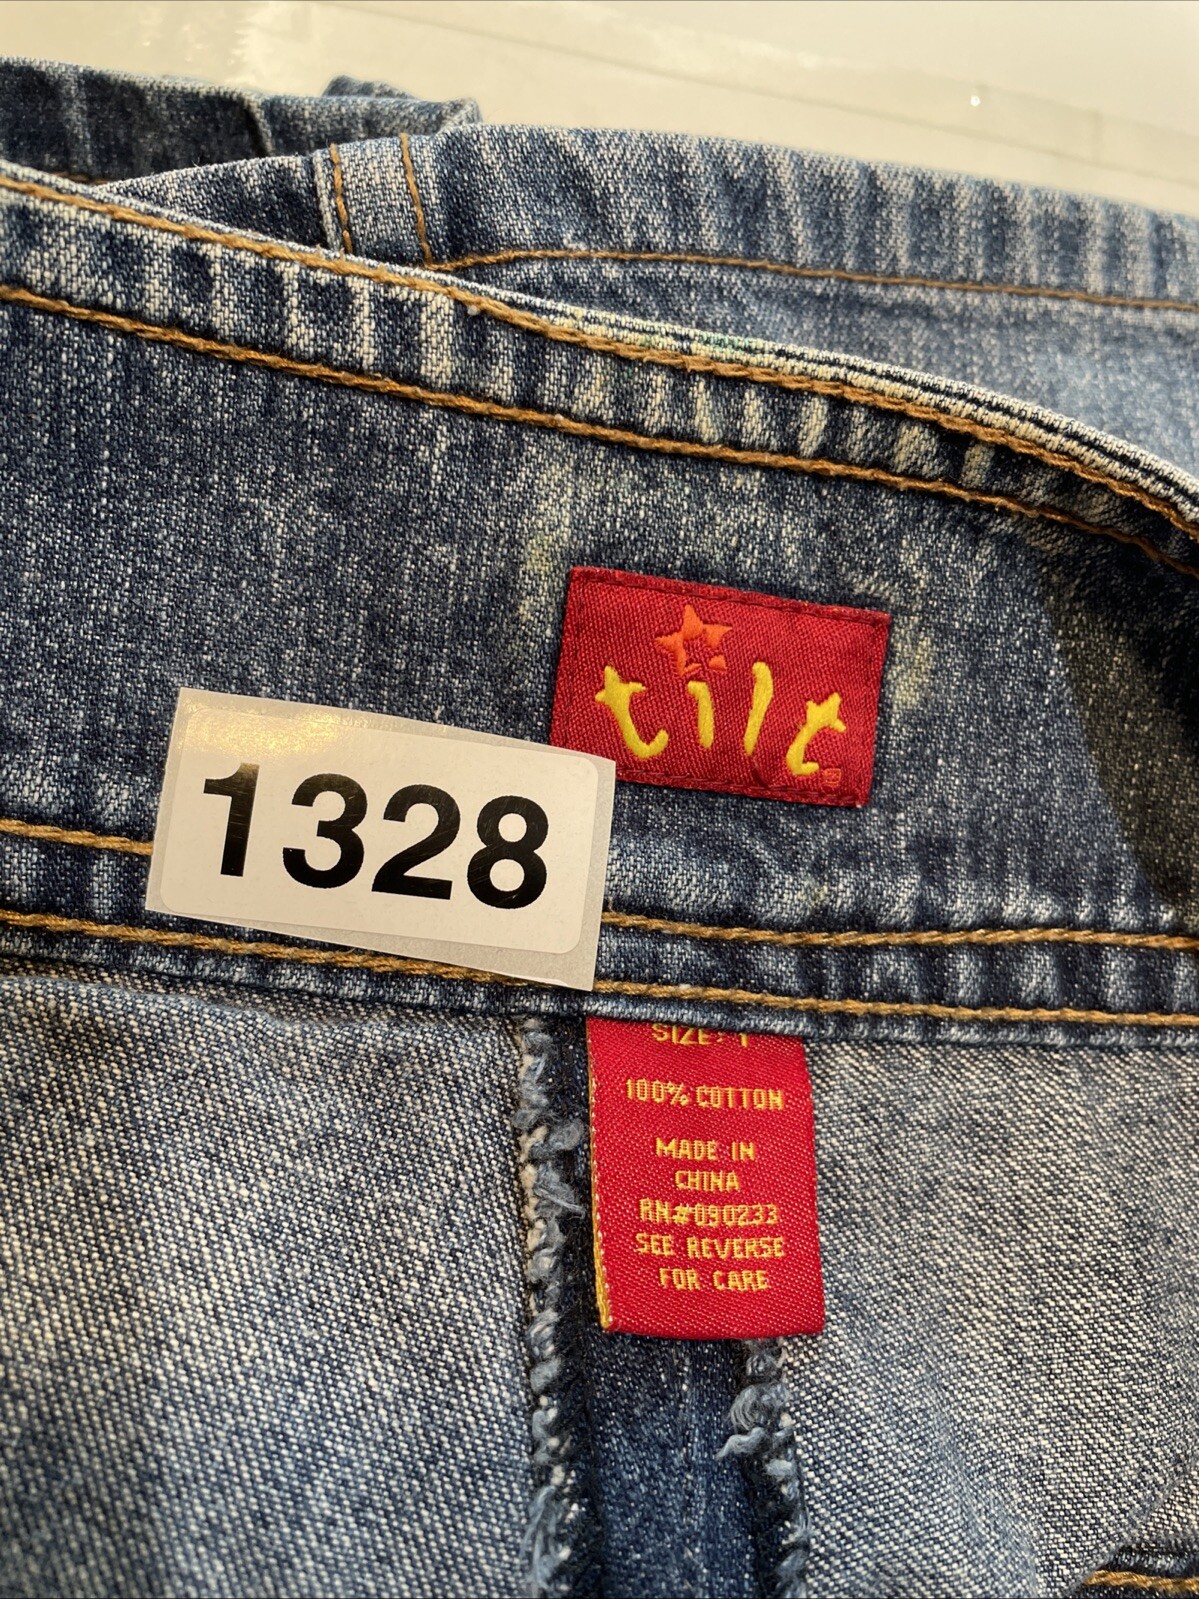 tilt
1328
SIZE: 1
100% COTTON
MADE IN
CHINA
RN#090233
SEE REVERSE
FOR CARE